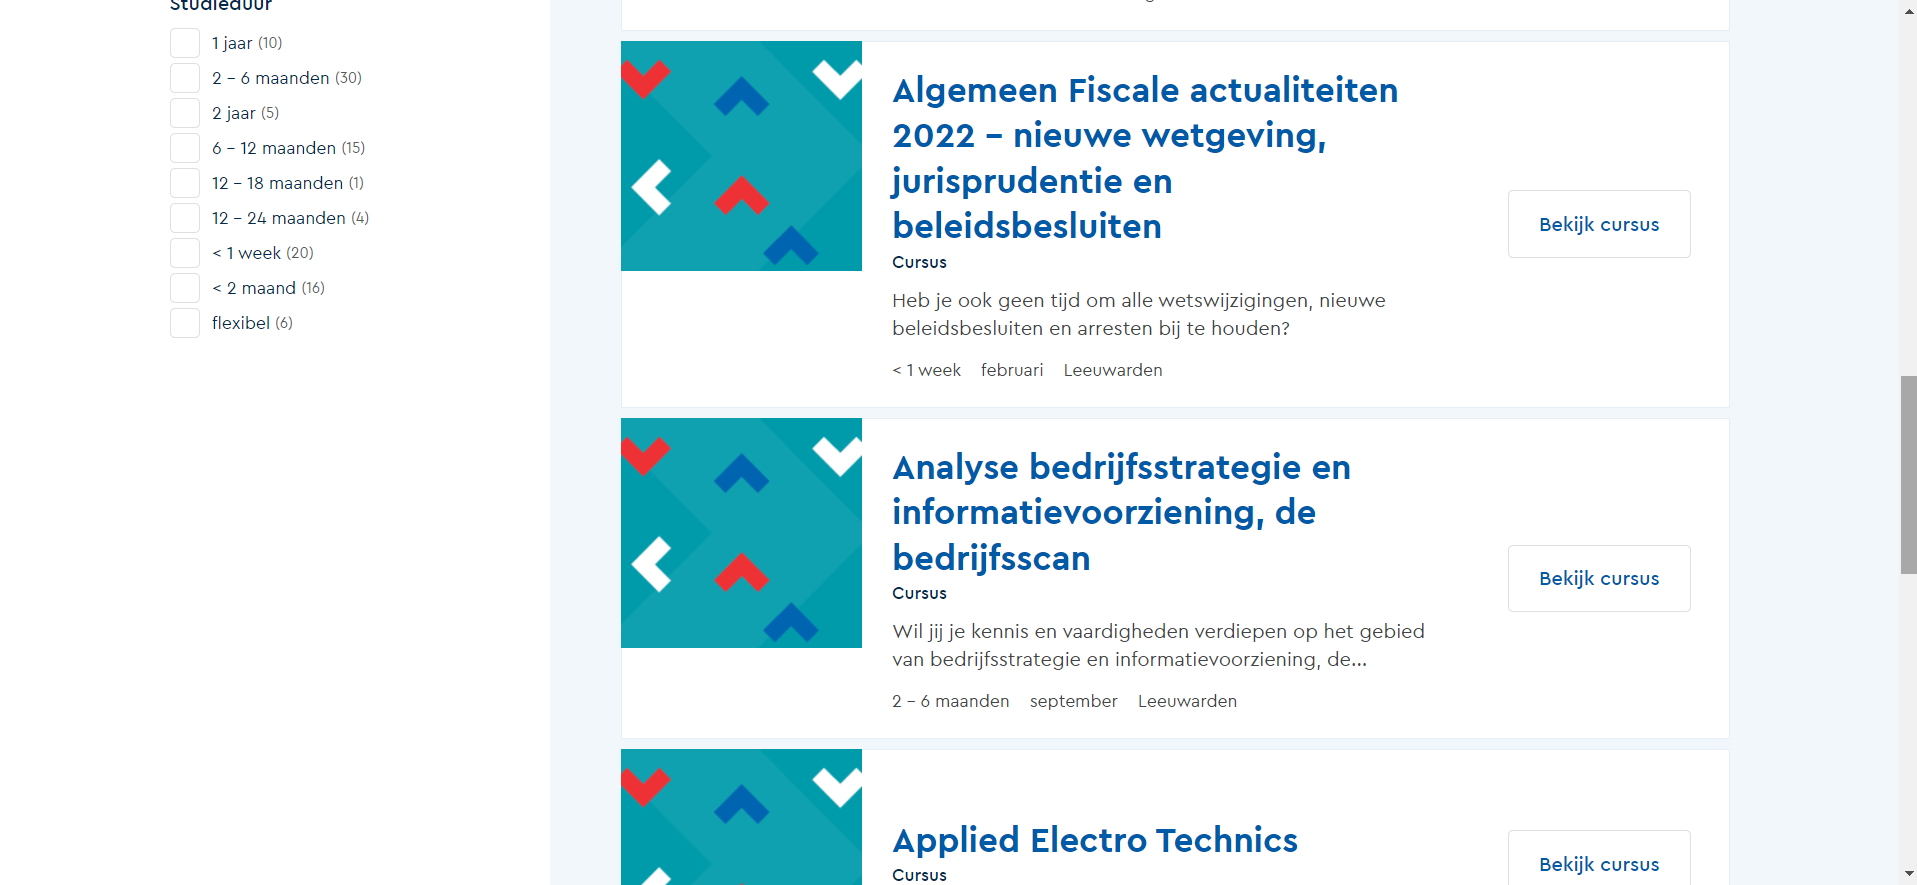 Studieduur
1 jaar (10)
2 - 6 maanden (30)
2 jaar (5)
6 - 12 maanden (15)
12 - 18 maanden (1)
12 - 24 maanden (4)
< 1 week (20)
< 2 maand (16)
flexibel (6)
Algemeen Fiscale actualiteiten
2022 – nieuwe wetgeving,
jurisprudentie en
beleidsbesluiten
Cursus
Heb je ook geen tijd om alle wetswijzigingen, nieuwe
beleidsbesluiten en arresten bij te houden?
< 1 week februari Leeuwarden
Bekijk cursus
Analyse bedrijfsstrategie en
informatievoorziening, de
bedrijfsscan
Cursus
Wil jij je kennis en vaardigheden verdiepen op het gebied
van bedrijfsstrategie en informatievoorziening, de...
2 - 6 maanden september Leeuwarden
Bekijk cursus
Applied Electro Technics
Cursus
Bekijk cursus